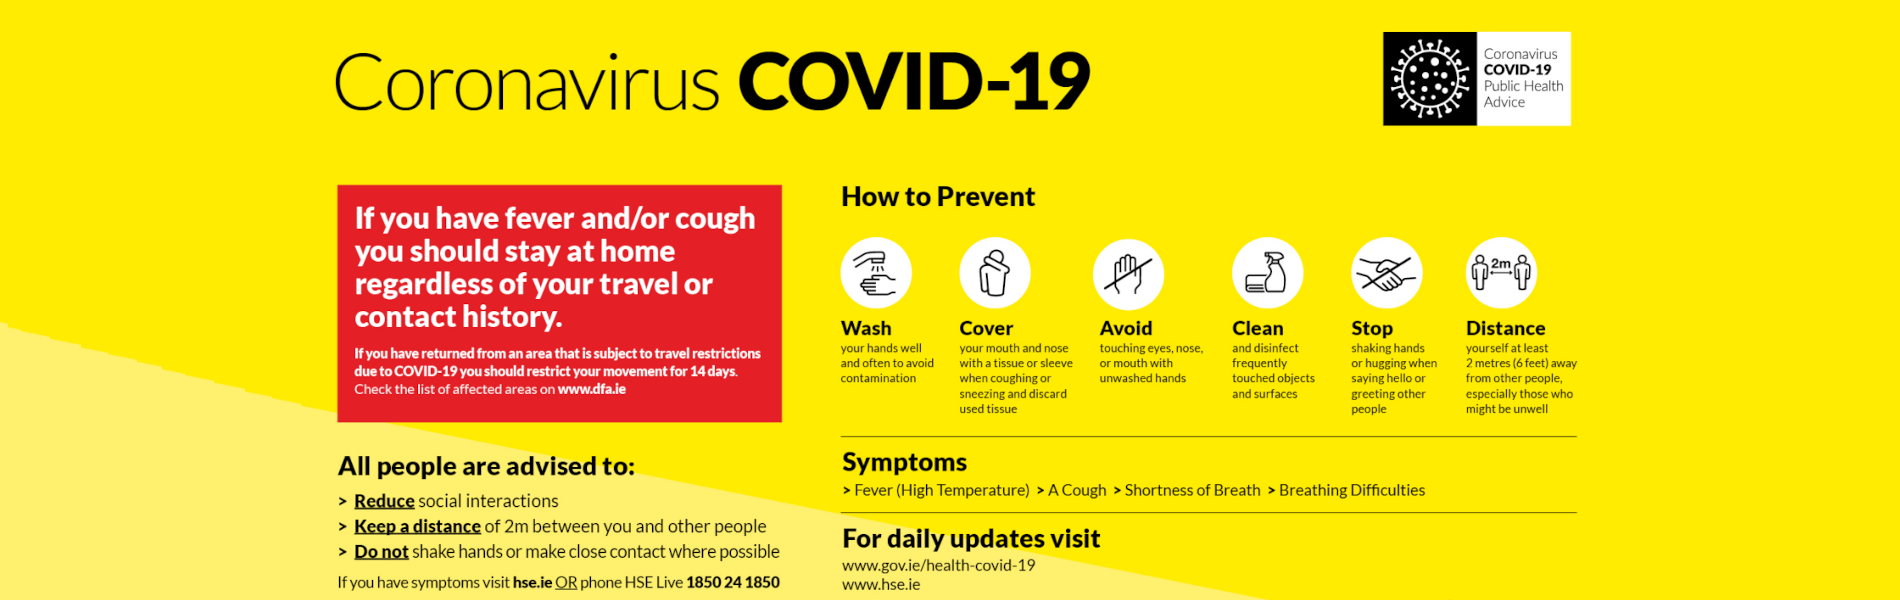 Coronavirus COVID-19
Coronavirus
COVID-19
Public Health
Advice
If you have fever and/or cough
you should stay at home
regardless of your travel or
contact history.
If you have returned from an area that is subject to travel restrictions
due to COVID-19 you should restrict your movement for 14 days.
Check the list of affected areas on www.dfa.ie
All people are advised to:
> Reduce social interactions
> Keep a distance of 2m between you and other people
> Do not shake hands or make close contact where possible
If you have symptoms visit hse.ie OR phone HSE Live 1850 24 1850
How to Prevent
Wash
your hands well
and often to avoid
contamination
Cover
your mouth and nose
with a tissue or sleeve
when coughing or
sneezing and discard
used tissue
Avoid
touching eyes, nose,
or mouth with
unwashed hands
Clean
and disinfect
frequently
touched objects
and surfaces
Stop
shaking hands
or hugging when
saying hello or
greeting other
people
2m
Distance
yourself at least
2 metres (6 feet) away
from other people,
especially those who
might be unwell
Symptoms
> Fever (High Temperature) > A Cough > Shortness of Breath > Breathing Difficulties
For daily updates visit
www.gov.ie/health-covid-19
www.hse.ie